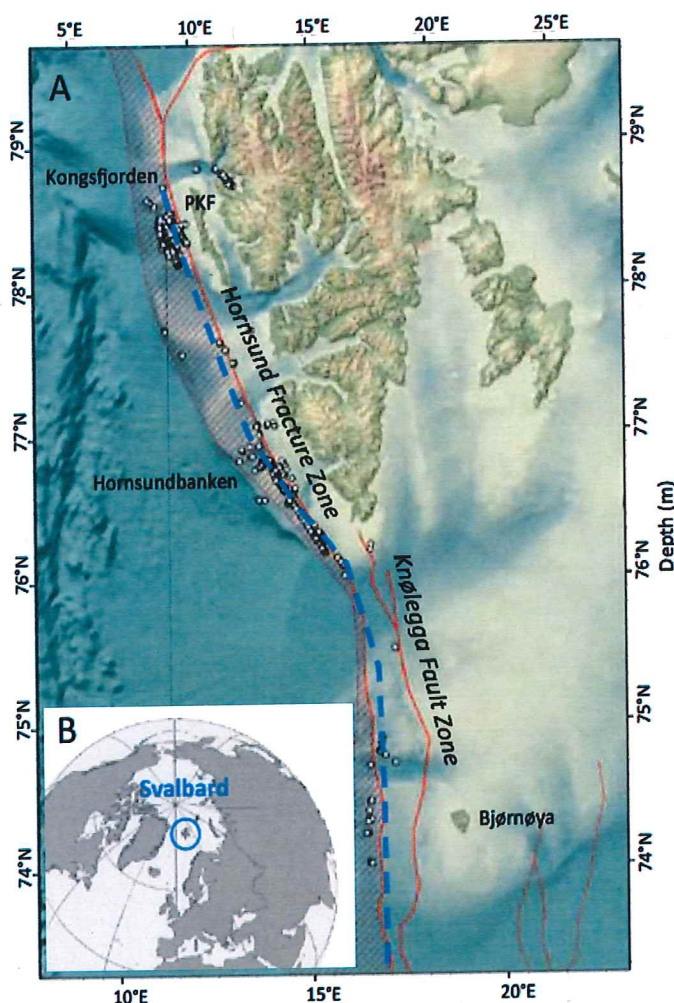 5°E 10°E 15°E 20°E 25°E
A
79°N 79°N
Kongsfjorden
PKF
78°N 78°N
Hornsund Fracture Zone
77°N 77°N
Hornsundbanken
76°N 76°N
Depth (m)
Knølegga Fault Zone
75°N 75°N
B
Svalbard
Bjørnøya
74°N 74°N
10°E 15°E 20°E